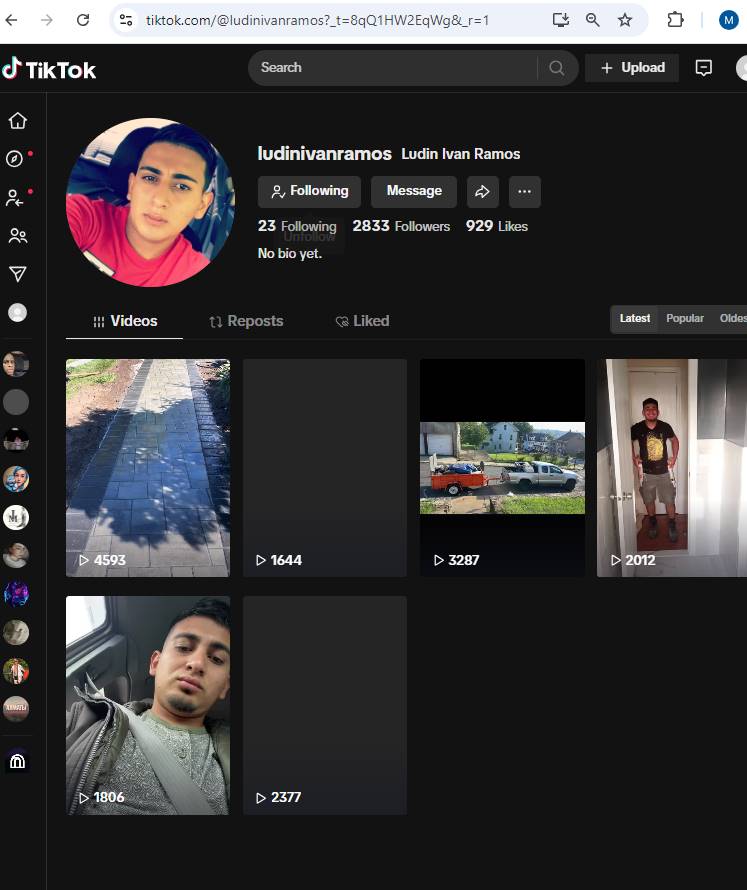 tiktok.com/@ludinivanramos?_t=8qQ1HW2EqWg&_r=1
M
TikTok
Search
Upload
ludinivanramos Ludin Ivan Ramos
Following Message
23 Following 2833 Followers 929 Likes
Unfollow
No bio yet.
Videos Reposts Liked
Latest Popular Oldes
4593 1644 3287 2012
1806 2377